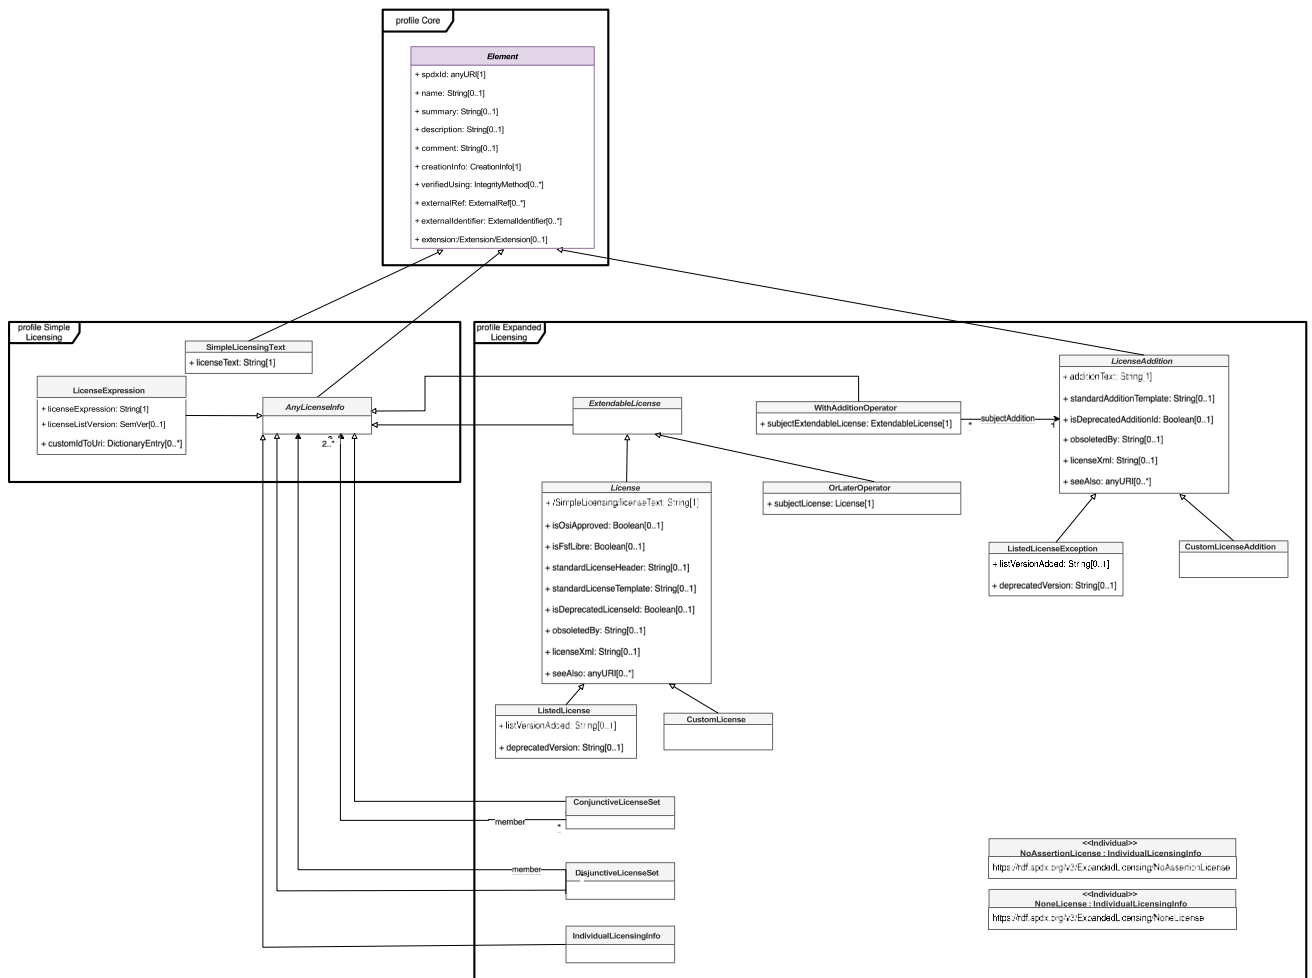 profile Core
Element
+ spdxId: anyURI[1]
+ name: String[0..1]
+ summary: String[0..1]
+ description: String[0..1]
+ comment: String[0..1]
+ creationInfo: CreationInfo[1]
+ verifiedUsing: IntegrityMethod[0..*]
+ externalRef: ExternalRef[0..*]
+ externalIdentifier: ExternalIdentifier[0..*]
+ extension:/Extension/Extension[0..1]
profile Simple
Licensing
SimpleLicensingText
+ licenseText: String[1]
LicenseExpression
+ licenseExpression: String[1]
+ licenseListVersion: SemVer[0..1]
+ customIdToUri: DictionaryEntry[0..*]
AnyLicenseInfo
2..*
profile Expanded
Licensing
ExtendableLicense
WithAdditionOperator
+ subjectExtendableLicense: ExtendableLicense[1]
subjectAddition
*
1
LicenseAddition
+ additionText: String[1]
+ standardAdditionTemplate: String[0..1]
+ isDeprecatedAdditionId: Boolean[0..1]
+ obsoletedBy: String[0..1]
+ licenseXml: String[0..1]
+ seeAlso: anyURI[0..*]
OrLaterOperator
+ subjectLicense: License[1]
License
+ /SimpleLicensing/licenseText: String[1]
+ isOsiApproved: Boolean[0..1]
+ isFsfLibre: Boolean[0..1]
+ standardLicenseHeader: String[0..1]
+ standardLicenseTemplate: String[0..1]
+ isDeprecatedLicenseId: Boolean[0..1]
+ obsoletedBy: String[0..1]
+ licenseXml: String[0..1]
+ seeAlso: anyURI[0..*]
ListedLicenseException
+ listVersionAdded: String[0..1]
+ deprecatedVersion: String[0..1]
CustomLicenseAddition
ListedLicense
+ listVersionAdded: String[0..1]
+ deprecatedVersion: String[0..1]
CustomLicense
ConjunctiveLicenseSet
member
*
DisjunctiveLicenseSet
member
IndividualLicensingInfo
<<Individual>>
NoAssertionLicense : IndividualLicensingInfo
https://rdf.spdx.org/v3/ExpandedLicensing/NoAssertionLicense
<<Individual>>
NoneLicense : IndividualLicensingInfo
https://rdf.spdx.org/v3/ExpandedLicensing/NoneLicense